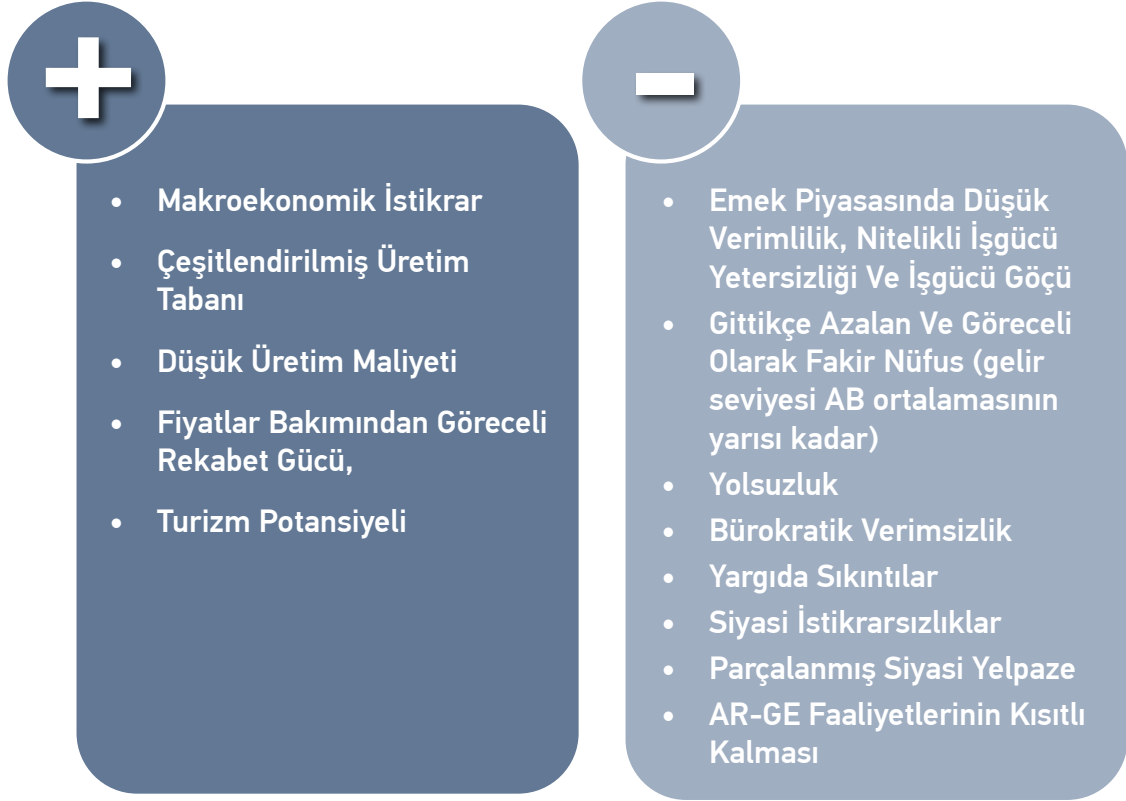 +
• Makroekonomik İstikrar
• Çeşitlendirilmiş Üretim
Tabanı
• Düşük Üretim Maliyeti
• Fiyatlar Bakımından Göreceli
Rekabet Gücü,
• Turizm Potansiyeli
-
• Emek Piyasasında Düşük
Verimlilik, Nitelikli İşgücü
Yetersizliği Ve İşgücü Göçü
• Gittikçe Azalan Ve Göreceli
Olarak Fakir Nüfus (gelir
seviyesi AB ortalamasının
yarısı kadar)
• Yolsuzluk
• Bürokratik Verimsizlik
• Yargıda Sıkıntılar
• Siyasi İstikrarsızlıklar
• Parçalanmış Siyasi Yelpaze
• AR-GE Faaliyetlerinin Kısıtlı
Kalması